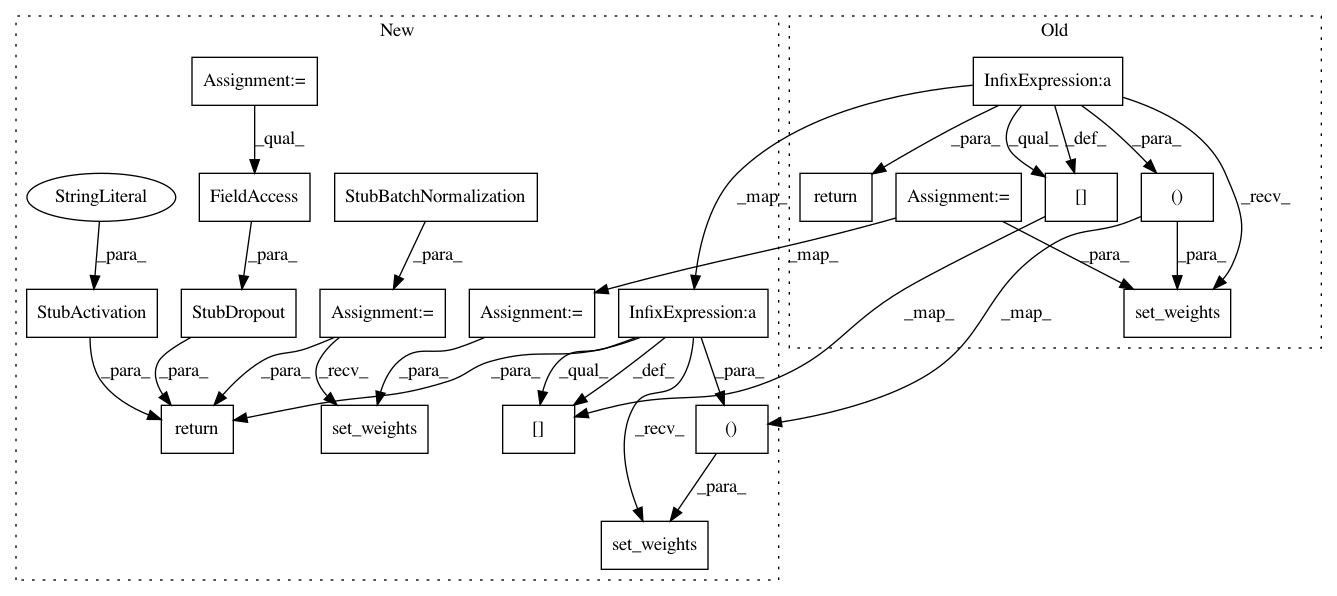 New
Old
Assignment:=
InfixExpression:a
_qual_
_para_
_qual_
_def_
_para_
StringLiteral
FieldAccess
StubBatchNormalization
return
Assignment:=
[]
()
_map_
_recv_
_para_
_para_
_para_
_map_
_para_
_para_
StubActivation
StubDropout
Assignment:=
Assignment:=
InfixExpression:a
set_weights
_map_
_map_
_para_
_para_
_para_
_recv_
_para_
_para_
_qual_
_def_
_para_
return
set_weights
[]
()
_recv_
_para_
set_weights